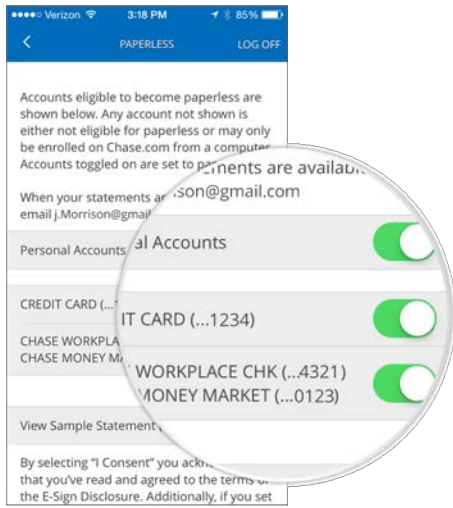 Verizon 3:18 PM 85%
PAPERLESS LOG OFF
Accounts eligible to become paperless are
shown below. Any account not shown is
either not eligible for paperless or may only
be enrolled on Chase.com from a computer
Accounts toggled on are set to
When your statements
email j.Morrison@gmail
Personal Accounts
CREDIT CARD
CHASE WORKPLA
CHASE MONEY
View Sample Statement
By selecting "I Consent" you
that you've read and agreed to the terms of
the E-Sign Disclosure. Additionally, if you set
ements are available
son@gmail.com
al Accounts
IT CARD (...1234)
WORKPLACE CHK (...4321)
MONEY MARKET (...0123)